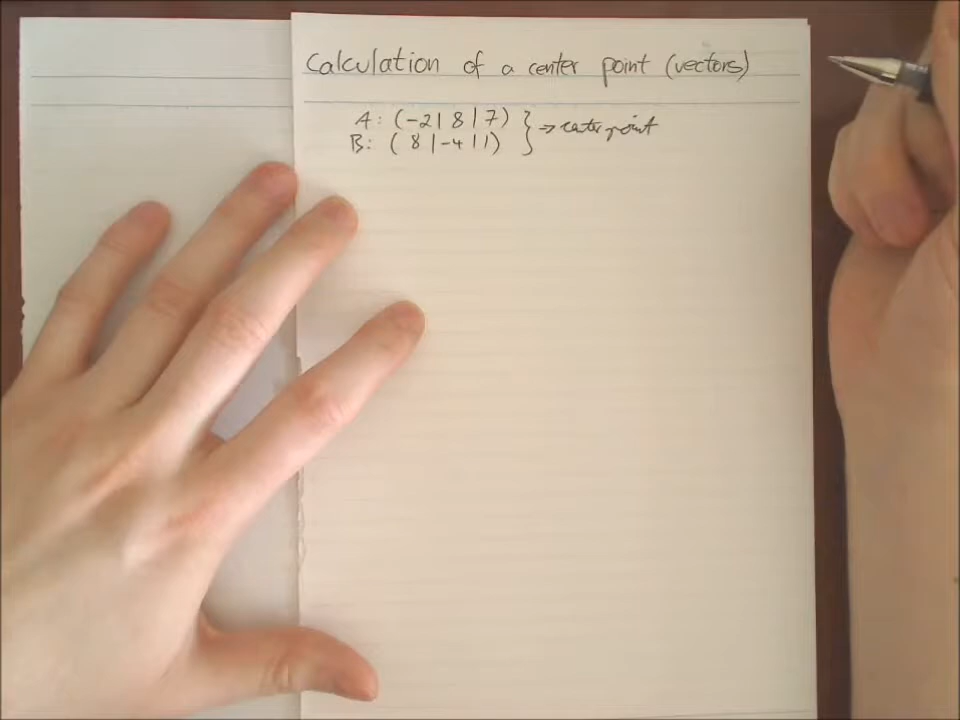 Calculation of a center point (vectors)
A: (-2|8|7) } → center point
B: (8|-4|1)